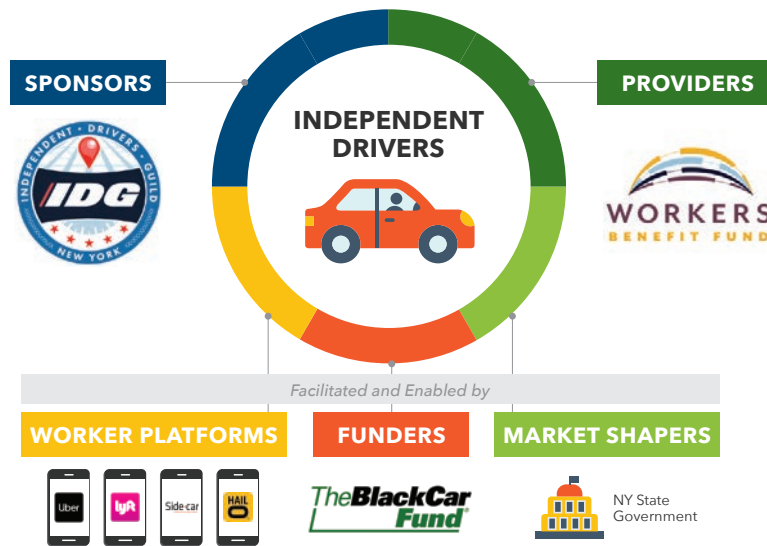 SPONSORS
PROVIDERS
INDEPENDENT
DRIVERS
INDEPENDENT • DRIVERS • GUILD
IDG
NEW YORK
WORKERS
BENEFIT FUND
Facilitated and Enabled by
WORKER PLATFORMS
FUNDERS
MARKET SHAPERS
Uber
lyft
Side·car
HAIL
O
TheBlackCar
Fund®
NY State
Government